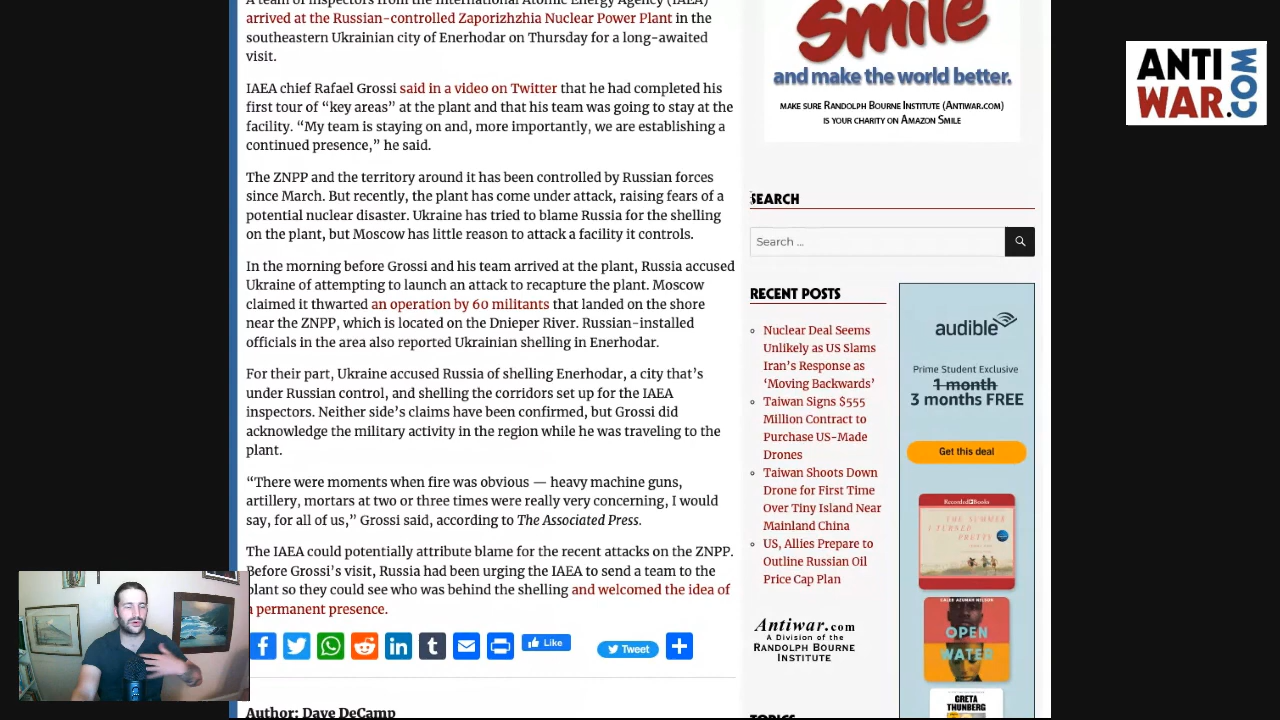 A team of inspectors from the International Atomic Energy Agency (IAEA)
arrived at the Russian-controlled Zaporizhzhia Nuclear Power Plant in the
southeastern Ukrainian city of Enerhodar on Thursday for a long-awaited
visit.
IAEA chief Rafael Grossi said in a video on Twitter that he had completed his
first tour of “key areas” at the plant and that his team was going to stay at the
facility. “My team is staying on and, more importantly, we are establishing a
continued presence,” he said.
The ZNPP and the territory around it has been controlled by Russian forces
since March. But recently, the plant has come under attack, raising fears of a
potential nuclear disaster. Ukraine has tried to blame Russia for the shelling
on the plant, but Moscow has little reason to attack a facility it controls.
In the morning before Grossi and his team arrived at the plant, Russia accused
Ukraine of attempting to launch an attack to recapture the plant. Moscow
claimed it thwarted an operation by 60 militants that landed on the shore
near the ZNPP, which is located on the Dnieper River. Russian-installed
officials in the area also reported Ukrainian shelling in Enerhodar.
For their part, Ukraine accused Russia of shelling Enerhodar, a city that’s
under Russian control, and shelling the corridors set up for the IAEA
inspectors. Neither side’s claims have been confirmed, but Grossi did
acknowledge the military activity in the region while he was traveling to the
plant.
“There were moments when fire was obvious — heavy machine guns,
artillery, mortars at two or three times were really very concerning, I would
say, for all of us,” Grossi said, according to The Associated Press.
The IAEA could potentially attribute blame for the recent attacks on the ZNPP.
Before Grossi’s visit, Russia had been urging the IAEA to send a team to the
plant so they could see who was behind the shelling and welcomed the idea of
a permanent presence.
Like
Tweet
Author: Dave DeCamp
Smile
and make the world better.
MAKE SURE RANDOLPH BOURNE INSTITUTE (ANTIWAR.COM)
IS YOUR CHARITY ON AMAZON SMILE
SEARCH
Search ...
RECENT POSTS
Nuclear Deal Seems
Unlikely as US Slams
Iran’s Response as
‘Moving Backwards’
Taiwan Signs $555
Million Contract to
Purchase US-Made
Drones
Taiwan Shoots Down
Drone for First Time
Over Tiny Island Near
Mainland China
US, Allies Prepare to
Outline Russian Oil
Price Cap Plan
Antiwar.com
A DIVISION OF THE
RANDOLPH BOURNE
INSTITUTE
TOPICS
audible
Prime Student Exclusive
1 month
3 months FREE
Get this deal
Recorded Books
THE SUMMER
I TURNED
PRETTY
CALEB AZUMAH NELSON
OPEN
WATER
GRETA
THUNBERG
ANTI
WAR.COM